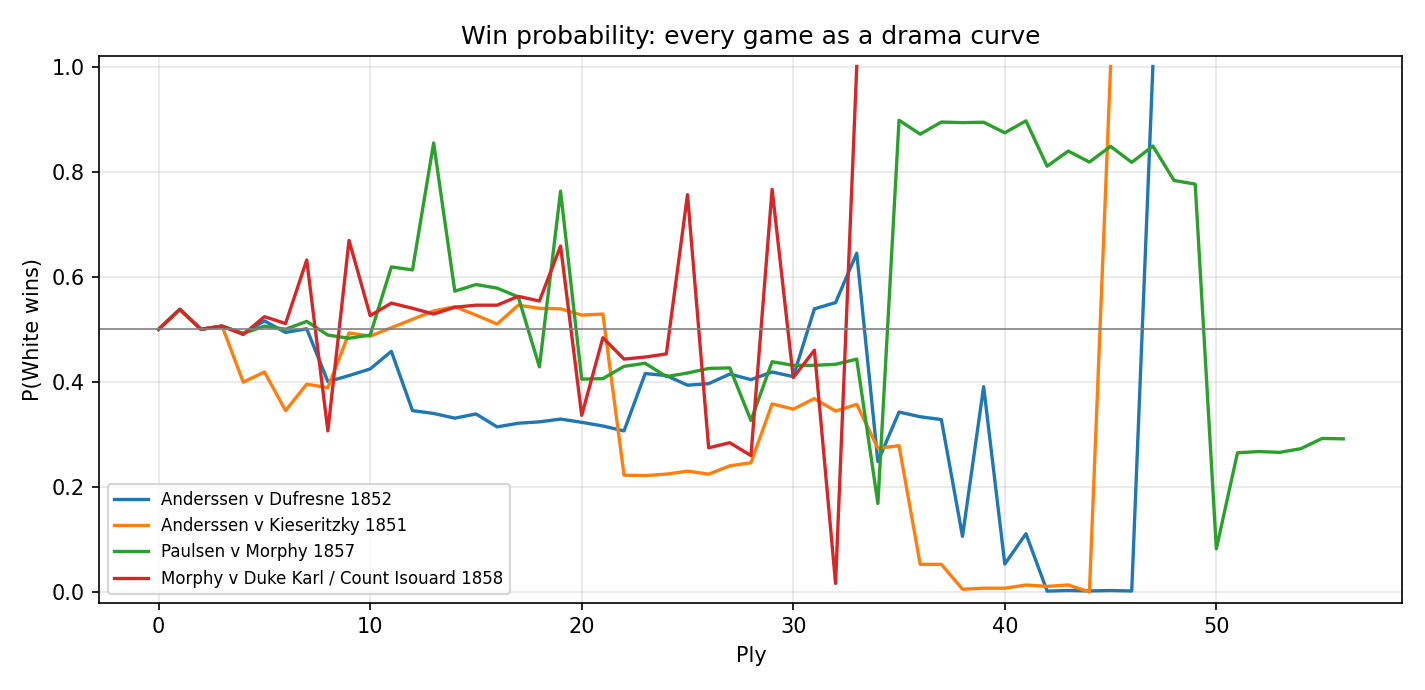 Win probability: every game as a drama curve
P(White wins)
1.0
0.8
0.6
0.4
0.2
0.0
Anderssen v Dufresne 1852
Anderssen v Kieseritzky 1851
Paulsen v Morphy 1857
Morphy v Duke Karl / Count Isouard 1858
0
10
20
30
40
50
Ply